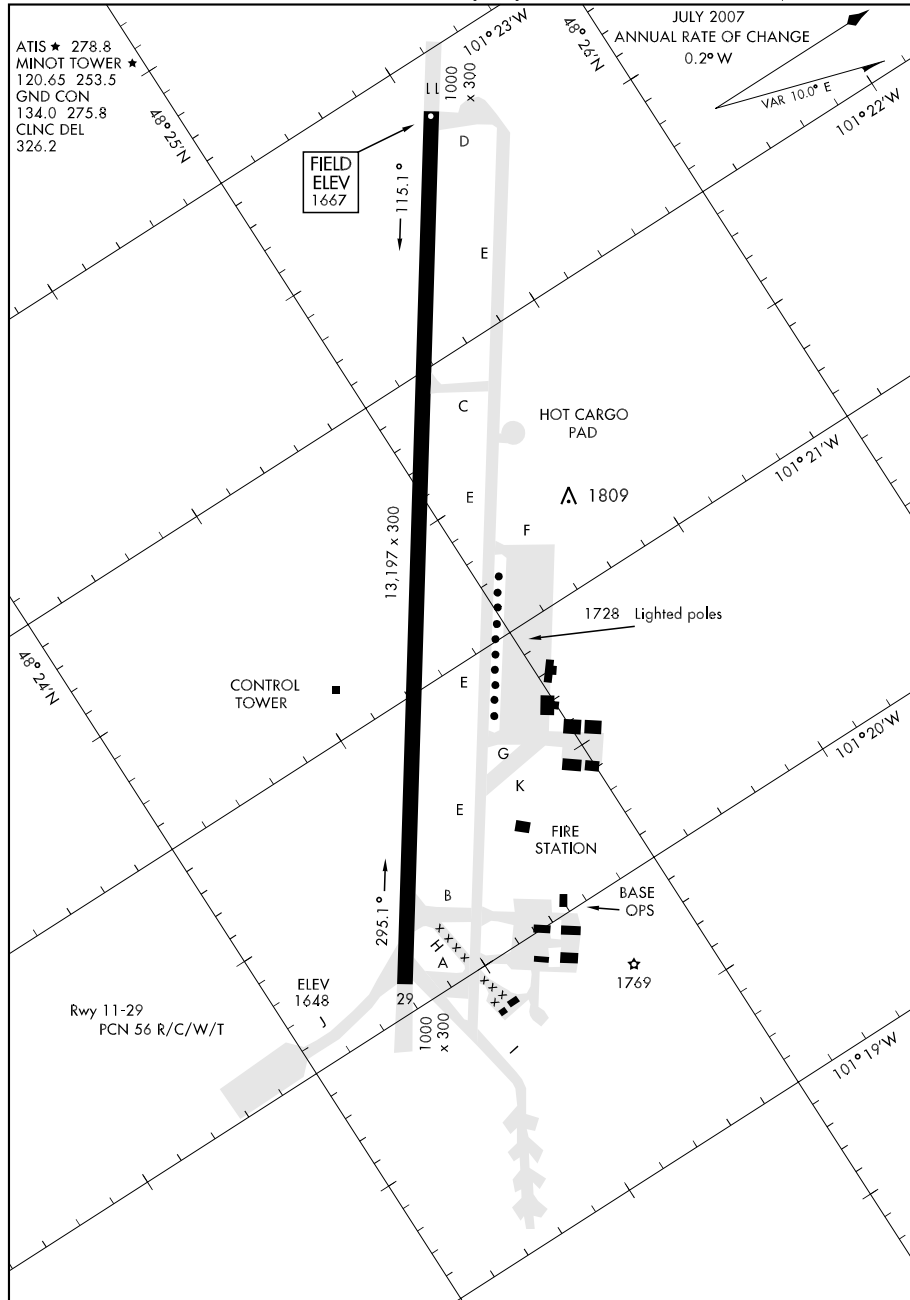 ATIS ★ 278.8
MINOT TOWER ★
120.65 253.5
GND CON
134.0 275.8
CLNC DEL
326.2
JULY 2007
ANNUAL RATE OF CHANGE
0.2° W
VAR 10.0° E
101° 23'W
48° 26'N
101° 22'W
48° 25'N
11
1000
x 300
FIELD
ELEV
1667
115.1°
D
E
C
HOT CARGO
PAD
101° 21'W
E
1809
F
13,197 x 300
1728 Lighted poles
48° 24'N
CONTROL
TOWER
E
101° 20'W
G
K
E
FIRE
STATION
295.1°
B
BASE
OPS
H
A
1769
ELEV
1648
29
J
Rwy 11-29
PCN 56 R/C/W/T
1000
x 300
I
101° 19'W